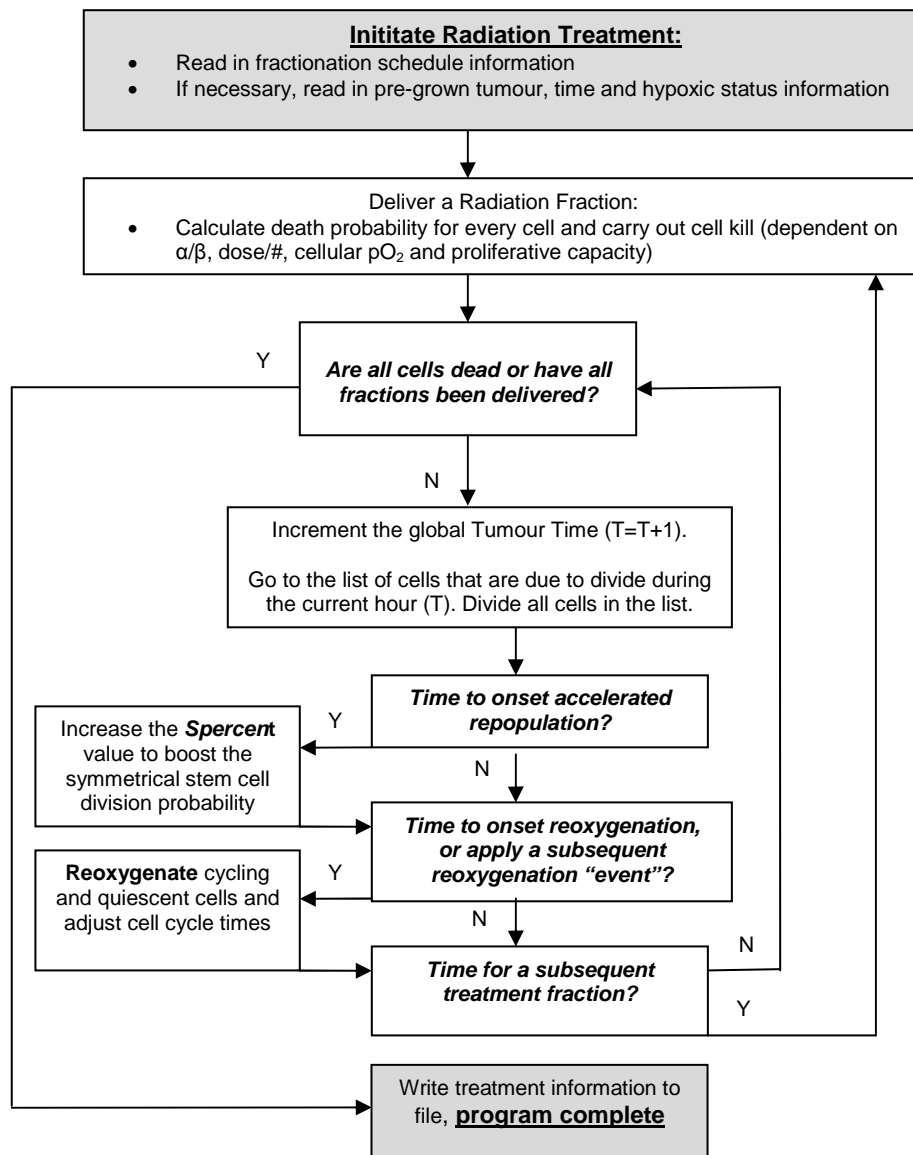 Inititate Radiation Treatment:
• Read in fractionation schedule information
• If necessary, read in pre-grown tumour, time and hypoxic status information
Deliver a Radiation Fraction:
• Calculate death probability for every cell and carry out cell kill (dependent on
α/β, dose/#, cellular pO₂ and proliferative capacity)
Y
Are all cells dead or have all
fractions been delivered?
N
Increment the global Tumour Time (T=T+1).
Go to the list of cells that are due to divide during
the current hour (T). Divide all cells in the list.
Time to onset accelerated
repopulation?
Y
Increase the Spercent
value to boost the
symmetrical stem cell
division probability
N
Time to onset reoxygenation,
or apply a subsequent
reoxygenation “event”?
Y
Reoxygenate cycling
and quiescent cells and
adjust cell cycle times
N
Time for a subsequent
treatment fraction?
N
Y
Write treatment information to
file, program complete